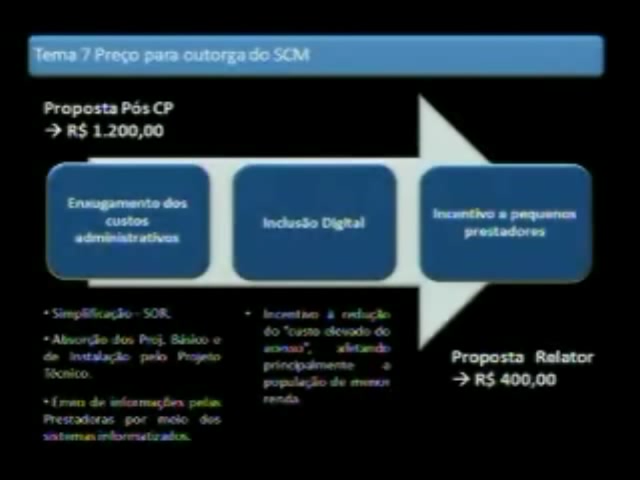 Tema 7 Preço para outorga do SCM
Proposta Pós CP
→ R$ 1.200,00
Enxugamento dos
custos
administrativos
Inclusão Digital
Incentivo a pequenos
prestadores
• Simplificação - SOR.
• Absorção dos Proj. Básico e
de Instalação pelo Projeto
Técnico.
• Envio de informações pelas
Prestadoras por meio dos
sistemas informatizados.
• Incentivo à redução
do "custo elevado do
acesso", afetando
principalmente a
população de menor
renda.
Proposta Relator
→ R$ 400,00